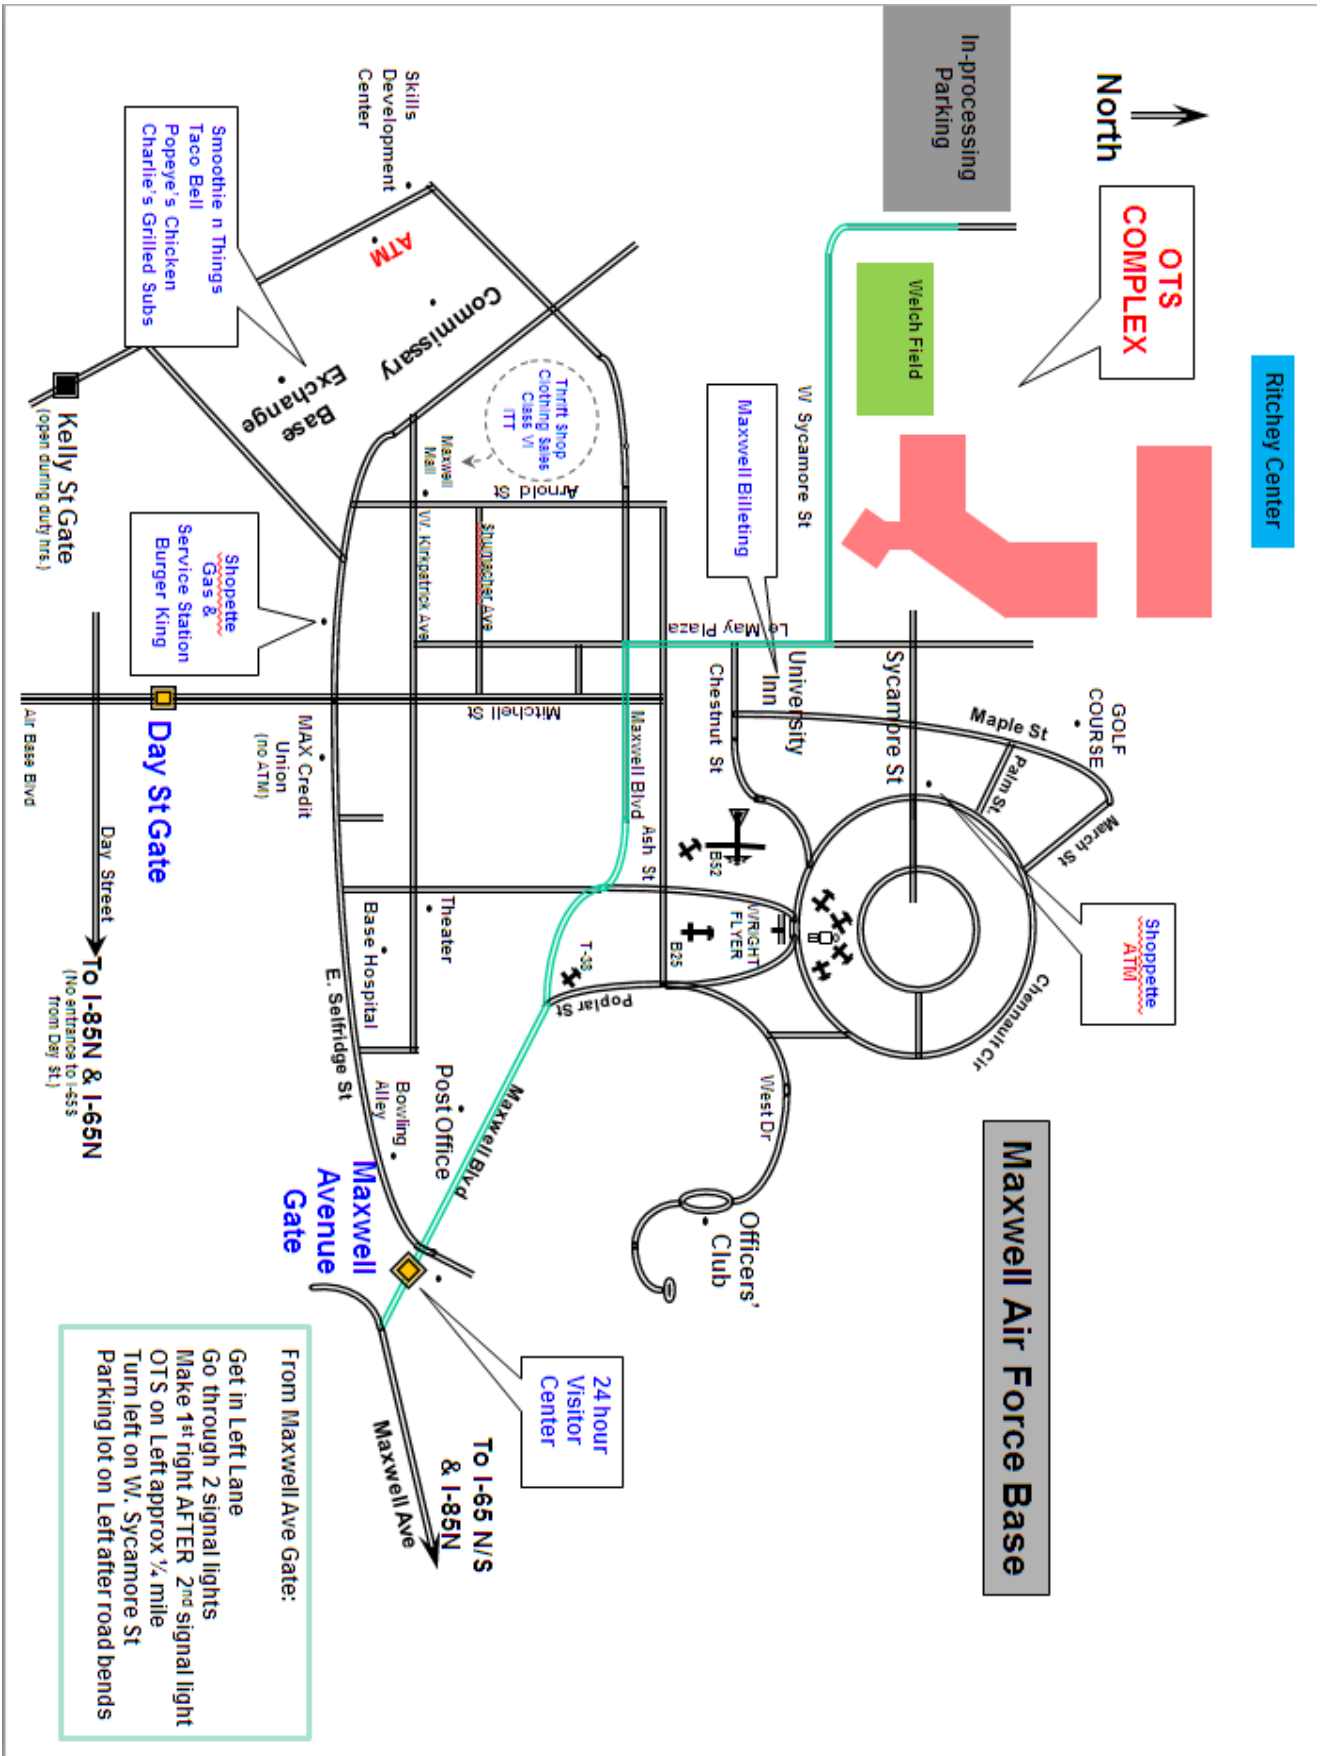 Maxwell Air Force Base
North
OTS
COMPLEX
Ritchey Center
In-processing
Parking
Welch Field
W Sycamore St
Maxwell Billeting
Le May Plaza
University
Inn
Sycamore St
Chestnut St
Maple St
GOLF
COURSE
Palm St.
March St
Chennault Cir
Shoppette
ATM
B52
WRIGHT
FLYER
B25
T-38
Poplar St
West Dr
Officers'
Club
Skills
Development
Center
ATM
Commissary
Base
Exchange
Smoothie n Things
Taco Bell
Popeye's Chicken
Charlie's Grilled Subs
Thrift Shop
Clothing Sales
Class VI
ITT
Maxwell
Mall
Arnold St
W. Kirkpatrick Ave
Shumacher Ave
Mitchell St
Maxwell Blvd
Ash St
Kelly St Gate
(open during duty hrs.)
Shopette
Gas &
Service Station
Burger King
MAX Credit
Union
(no ATM)
Day St Gate
Air Base Blvd
Day Street
To I-85N & I-65N
(No entrance to I-65S
from Day St.)
Theater
Base Hospital
E. Selfridge St
Post Office
Bowling
Alley
Maxwell Blvd
Maxwell
Avenue
Gate
24 hour
Visitor
Center
Maxwell Ave
To I-65 N/S
& I-85N
From Maxwell Ave Gate:
Get in Left Lane
Go through 2 signal lights
Make 1st right AFTER 2nd signal light
OTS on Left approx ¼ mile
Turn left on W. Sycamore St
Parking lot on Left after road bends